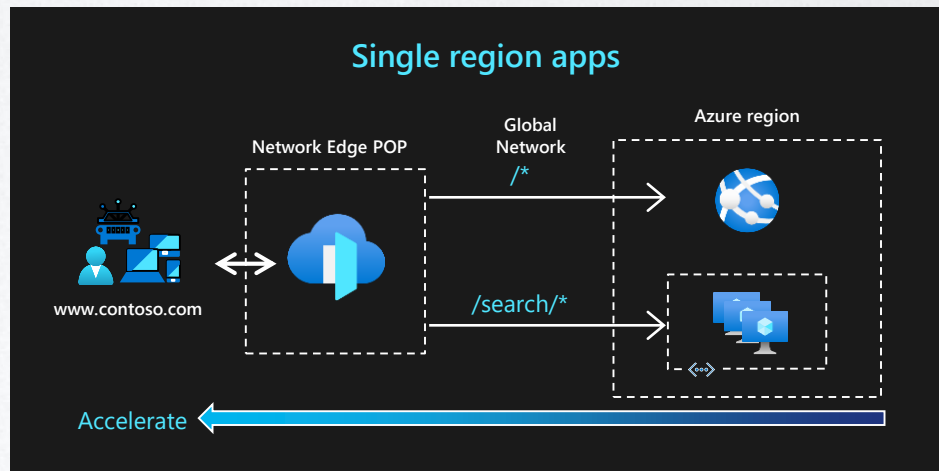 Single region apps
Network Edge POP
Global
Network
/*
Azure region
www.contoso.com
/search/*
Accelerate